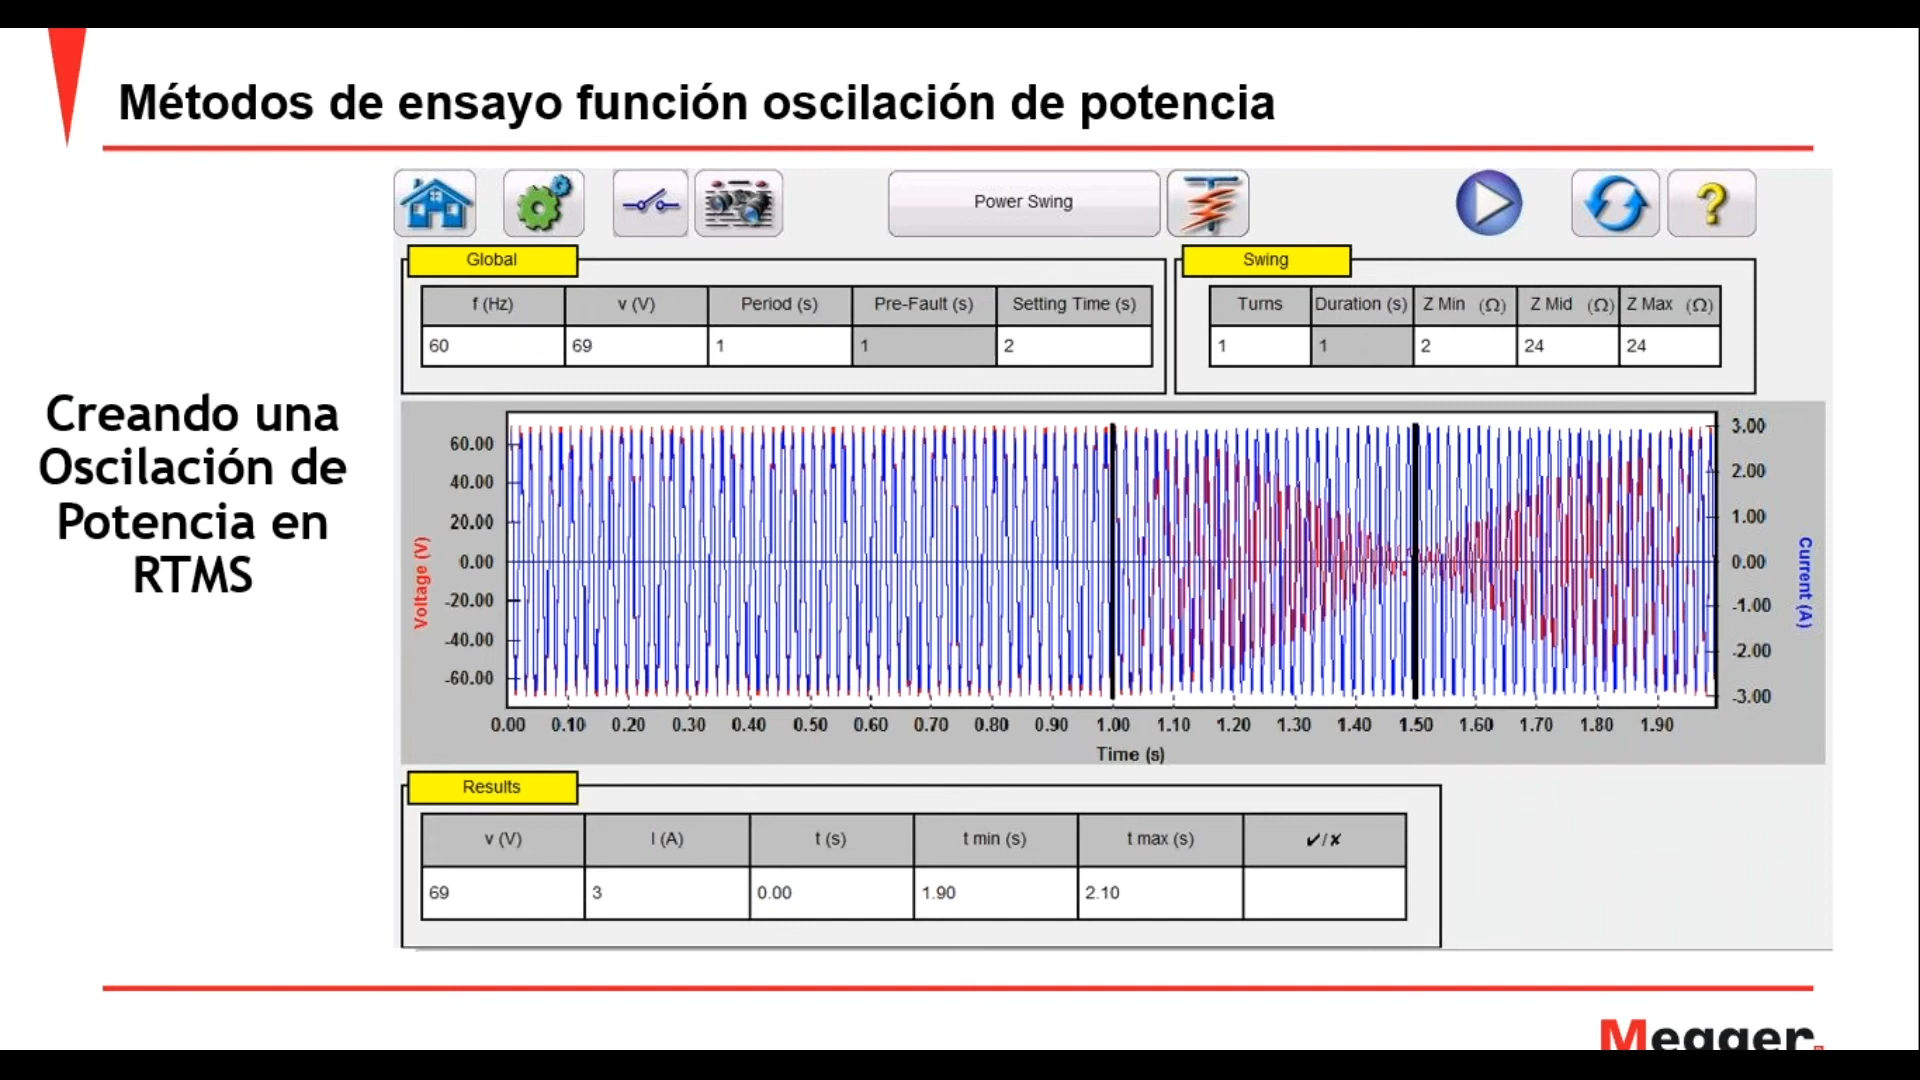 Métodos de ensayo función oscilación de potencia
Creando una
Oscilación de
Potencia en
RTMS
Power Swing
?
Global
f (Hz) v (V) Period (s) Pre-Fault (s) Setting Time (s)
60 69 1 1 2
Swing
Turns Duration (s) Z Min (Ω) Z Mid (Ω) Z Max (Ω)
1 1 2 24 24
Voltage (V)
60.00
40.00
20.00
0.00
-20.00
-40.00
-60.00
3.00
2.00
1.00
0.00
-1.00
-2.00
-3.00
Current (A)
0.00 0.10 0.20 0.30 0.40 0.50 0.60 0.70 0.80 0.90 1.00 1.10 1.20 1.30 1.40 1.50 1.60 1.70 1.80 1.90
Time (s)
Results
v (V) I (A) t (s) t min (s) t max (s) ✔/✘
69 3 0.00 1.90 2.10
Megger